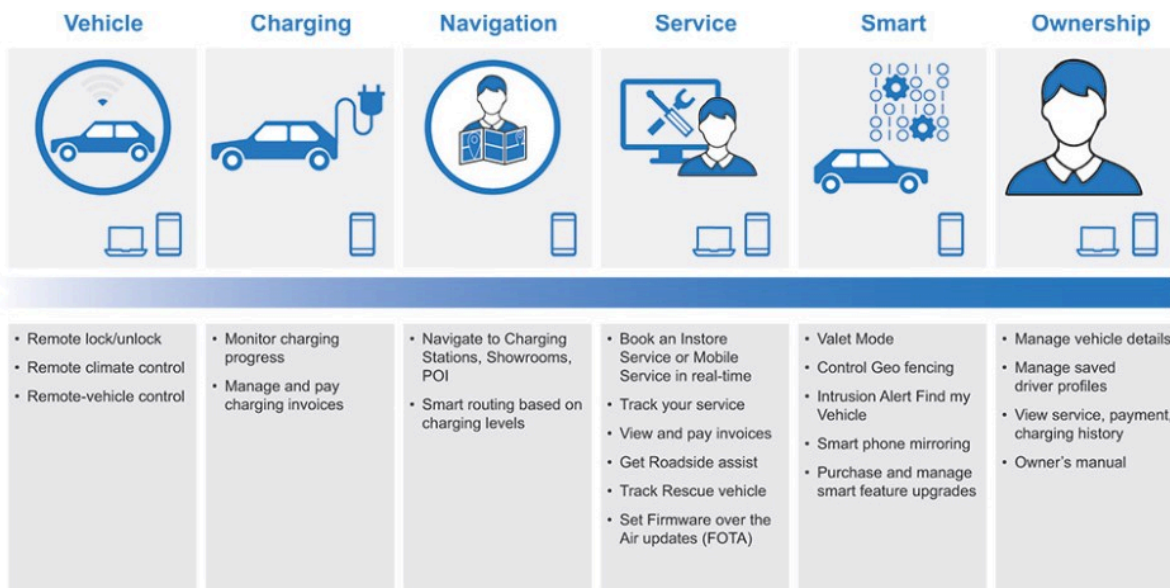 Vehicle
Charging
Navigation
Service
Smart
Ownership
• Remote lock/unlock
• Remote climate control
• Remote-vehicle control
• Monitor charging
progress
• Manage and pay
charging invoices
• Navigate to Charging
Stations, Showrooms,
POI
• Smart routing based on
charging levels
• Book an Instore
Service or Mobile
Service in real-time
• Track your service
• View and pay invoices
• Get Roadside assist
• Track Rescue vehicle
• Set Firmware over the
Air updates (FOTA)
• Valet Mode
• Control Geo fencing
• Intrusion Alert Find my
Vehicle
• Smart phone mirroring
• Purchase and manage
smart feature upgrades
• Manage vehicle details
• Manage saved
driver profiles
• View service, payment,
charging history
• Owner's manual